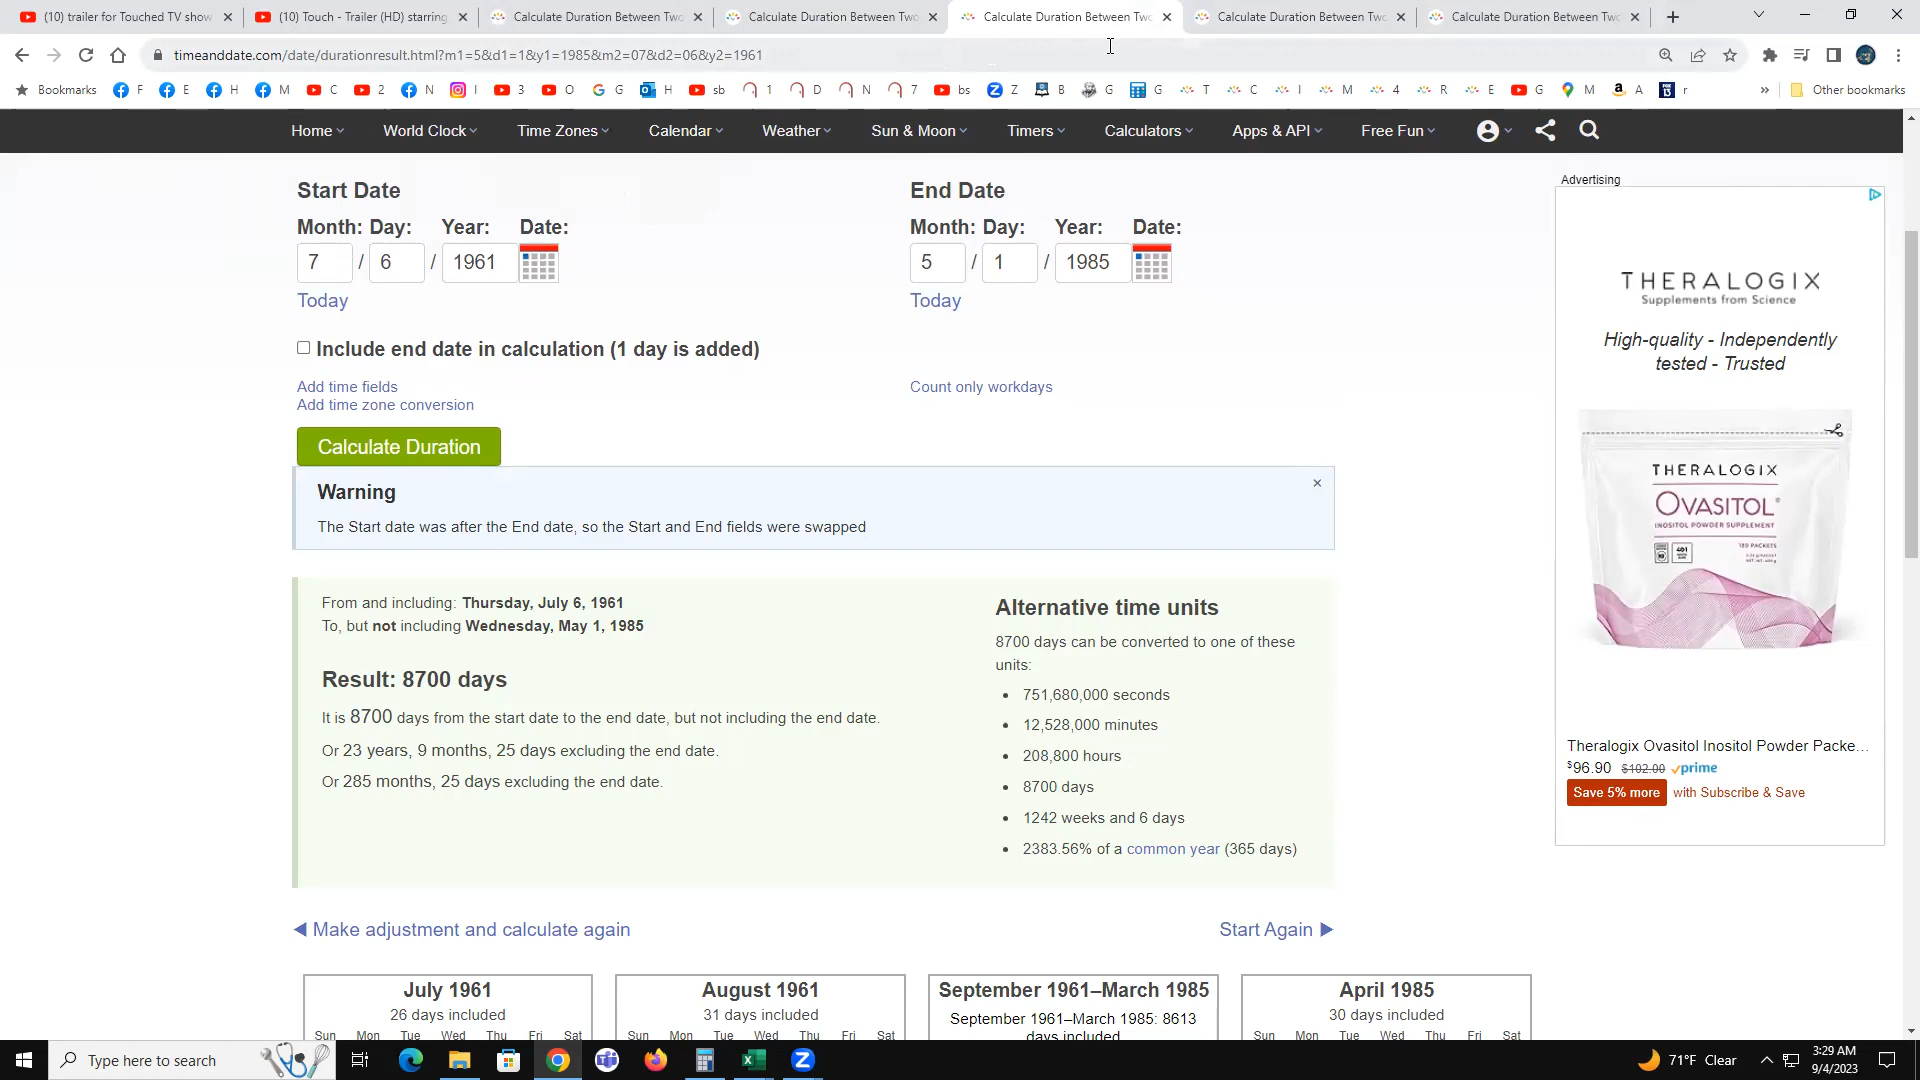 (10) trailer for Touched TV show
(10) Touch - Trailer (HD) starring
Calculate Duration Between Two
Calculate Duration Between Two
Calculate Duration Between Two
Calculate Duration Between Two
Calculate Duration Between Two
timeanddate.com/date/durationresult.html?m1=5&d1=1&y1=1985&m2=07&d2=06&y2=1961
Bookmarks F E H M C 2 N I 3 O G H sb 1 D N 7 bs Z B G G T C I M 4 R E G M A r » Other bookmarks
Home World Clock Time Zones Calendar Weather Sun & Moon Timers Calculators Apps & API Free Fun
Start Date
Month: Day: Year: Date:
7 / 6 / 1961
Today
End Date
Month: Day: Year: Date:
5 / 1 / 1985
Today
Include end date in calculation (1 day is added)
Add time fields
Add time zone conversion
Count only workdays
Calculate Duration
Warning
The Start date was after the End date, so the Start and End fields were swapped
From and including: Thursday, July 6, 1961
To, but not including Wednesday, May 1, 1985
Result: 8700 days
It is 8700 days from the start date to the end date, but not including the end date.
Or 23 years, 9 months, 25 days excluding the end date.
Or 285 months, 25 days excluding the end date.
Alternative time units
8700 days can be converted to one of these
units:
• 751,680,000 seconds
• 12,528,000 minutes
• 208,800 hours
• 8700 days
• 1242 weeks and 6 days
• 2383.56% of a common year (365 days)
Make adjustment and calculate again
Start Again
July 1961
26 days included
Sun Mon Tue Wed Thu Fri Sat
August 1961
31 days included
Sun Mon Tue Wed Thu Fri Sat
September 1961–March 1985
September 1961–March 1985: 8613
days included
April 1985
30 days included
Sun Mon Tue Wed Thu Fri Sat
Advertising
THERALOGIX
Supplements from Science
High-quality - Independently
tested - Trusted
THERALOGIX
OVASITOL
INOSITOL POWDER SUPPLEMENT
180 PACKETS
Theralogix Ovasitol Inositol Powder Packe...
$96.90 $102.00 prime
Save 5% more with Subscribe & Save
Type here to search
71°F Clear
3:29 AM
9/4/2023